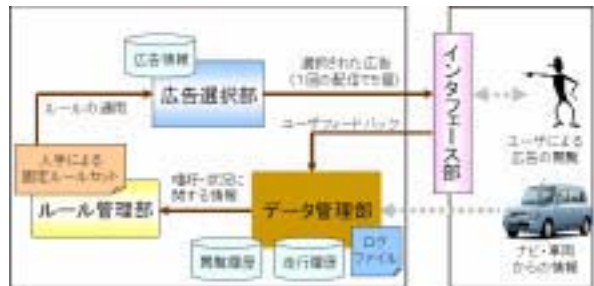 広告情報
広告選択部
選択された広告
(1回の配信で5個)
インタフェース部
ルールの適用
ユーザフィードバック
ユーザによる
広告の閲覧
人手による
固定ルールセット
ルール管理部
嗜好・状況に
関する情報
データ管理部
ログ
ファイル
閲覧履歴
走行履歴
ナビ・車両
からの情報